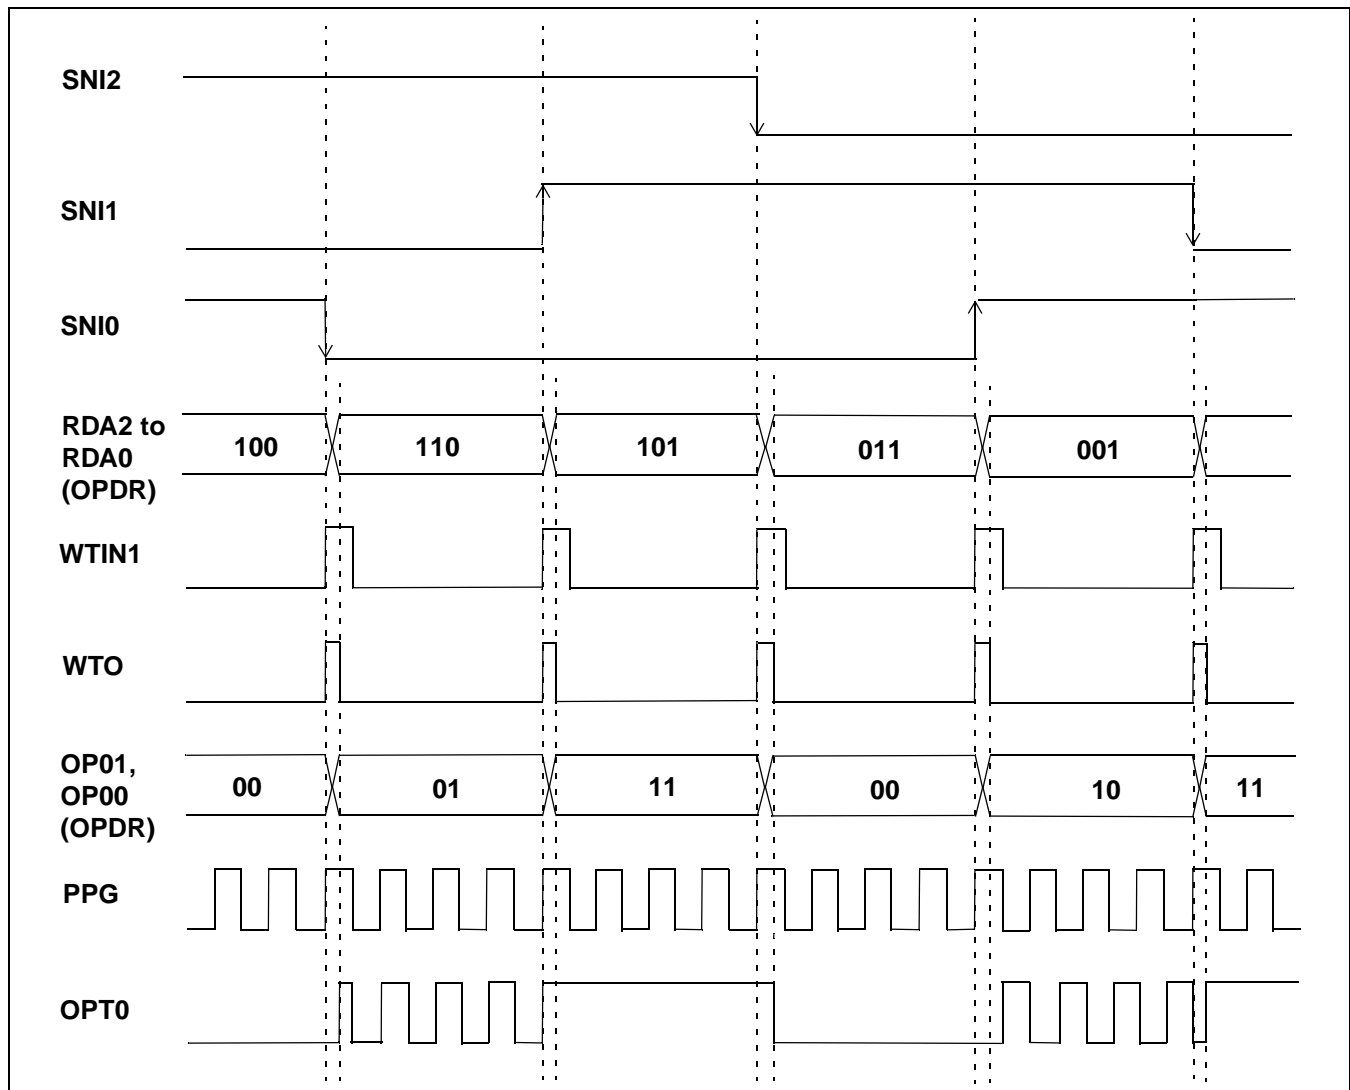 SNI2
SNI1
SNI0
RDA2 to
RDA0
(OPDR)
100 110 101 011 001
WTIN1
WTO
OP01,
OP00
(OPDR)
00 01 11 00 10 11
PPG
OPT0